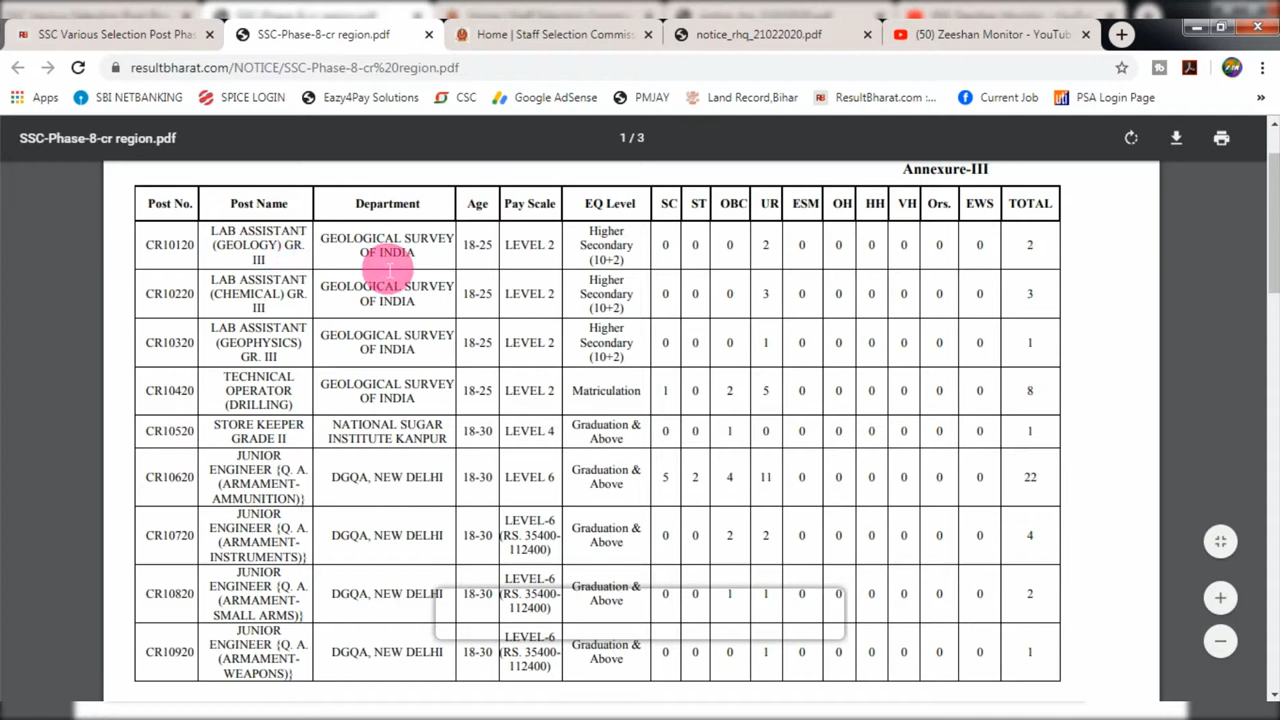 SSC Various Selection Post Pha
SSC-Phase-8-cr region.pdf
Home | Staff Selection Commiss
notice_rhq_21022020.pdf
(50) Zeeshan Monitor - YouTube
resultbharat.com/NOTICE/SSC-Phase-8-cr%20region.pdf
Apps
SBI NETBANKING
SPICE LOGIN
Eazy4Pay Solutions
CSC
Google AdSense
PMJAY
Land Record,Bihar
ResultBharat.com :...
Current Job
PSA Login Page
SSC-Phase-8-cr region.pdf
1 / 3
Annexure-III
Post No. Post Name Department Age Pay Scale EQ Level SC ST OBC UR ESM OH HH VH Ors. EWS TOTAL
CR10120 LAB ASSISTANT (GEOLOGY) GR. III GEOLOGICAL SURVEY OF INDIA 18-25 LEVEL 2 Higher Secondary (10+2) 0 0 0 2 0 0 0 0 0 0 2
CR10220 LAB ASSISTANT (CHEMICAL) GR. III GEOLOGICAL SURVEY OF INDIA 18-25 LEVEL 2 Higher Secondary (10+2) 0 0 0 3 0 0 0 0 0 0 3
CR10320 LAB ASSISTANT (GEOPHYSICS) GR. III GEOLOGICAL SURVEY OF INDIA 18-25 LEVEL 2 Higher Secondary (10+2) 0 0 0 1 0 0 0 0 0 0 1
CR10420 TECHNICAL OPERATOR (DRILLING) GEOLOGICAL SURVEY OF INDIA 18-25 LEVEL 2 Matriculation 1 0 2 5 0 0 0 0 0 0 8
CR10520 STORE KEEPER GRADE II NATIONAL SUGAR INSTITUTE KANPUR 18-30 LEVEL 4 Graduation & Above 0 0 1 0 0 0 0 0 0 0 1
CR10620 JUNIOR ENGINEER {Q. A. (ARMAMENT-AMMUNITION)} DGQA, NEW DELHI 18-30 LEVEL 6 Graduation & Above 5 2 4 11 0 0 0 0 0 0 22
CR10720 JUNIOR ENGINEER {Q. A. (ARMAMENT-INSTRUMENTS)} DGQA, NEW DELHI 18-30 LEVEL-6 (RS. 35400-112400) Graduation & Above 0 0 2 2 0 0 0 0 0 0 4
CR10820 JUNIOR ENGINEER {Q. A. (ARMAMENT-SMALL ARMS)} DGQA, NEW DELHI 18-30 LEVEL-6 (RS. 35400-112400) Graduation & Above 0 0 1 1 0 0 0 0 0 0 2
CR10920 JUNIOR ENGINEER {Q. A. (ARMAMENT-WEAPONS)} DGQA, NEW DELHI 18-30 LEVEL-6 (RS. 35400-112400) Graduation & Above 0 0 0 1 0 0 0 0 0 0 1